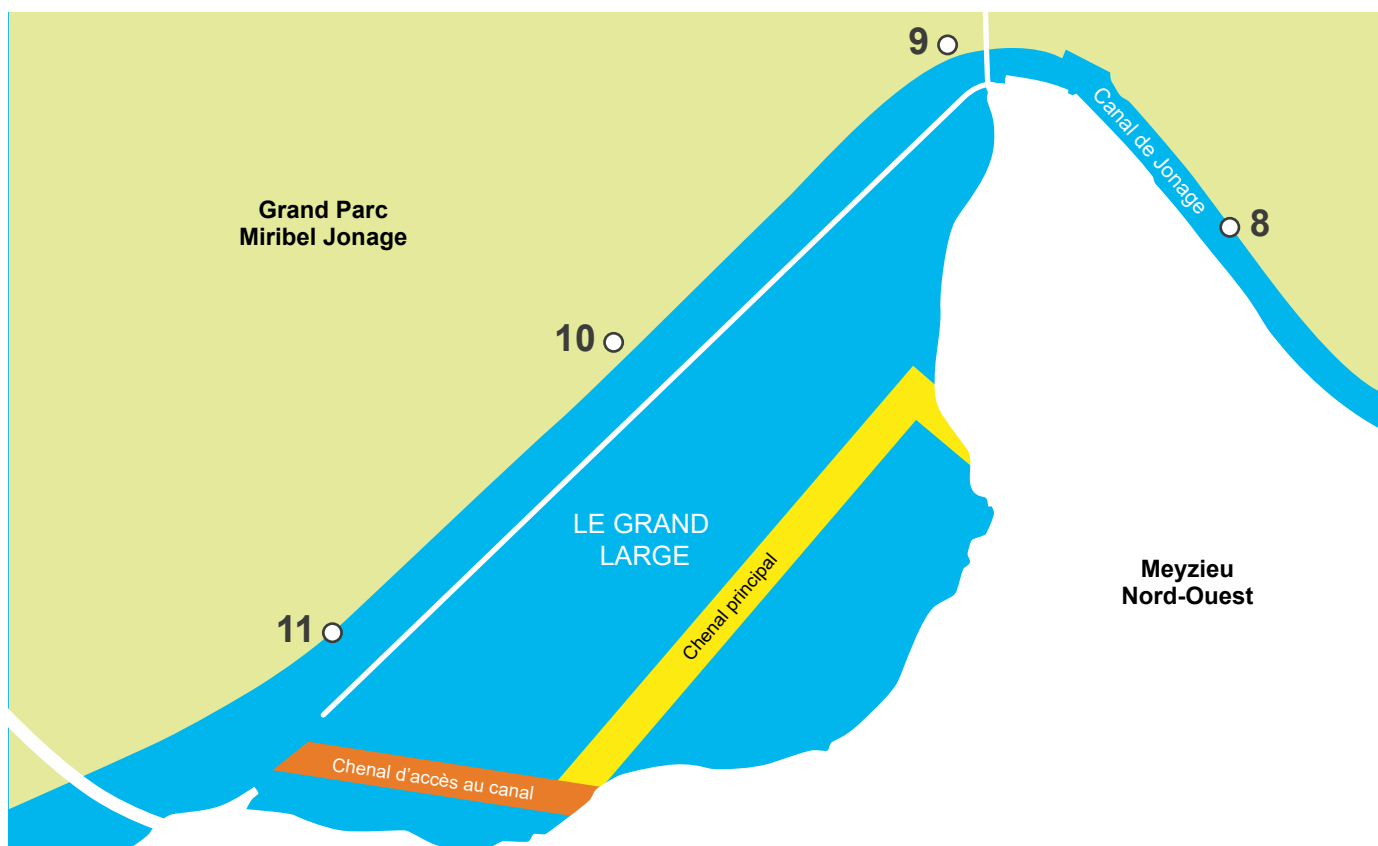 9
Canal de Jonage
8
Grand Parc
Miribel Jonage
10
LE GRAND
LARGE
Chenal principal
Meyzieu
Nord-Ouest
11
Chenal d'accès au canal